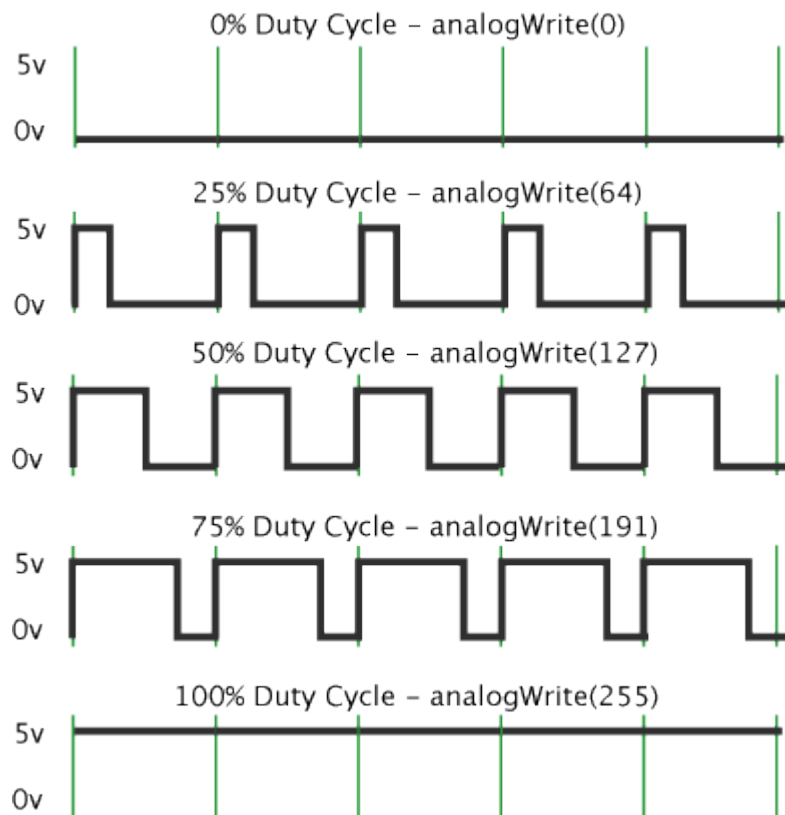 0% Duty Cycle – analogWrite(0)
5v
0v
25% Duty Cycle – analogWrite(64)
5v
0v
50% Duty Cycle – analogWrite(127)
5v
0v
75% Duty Cycle – analogWrite(191)
5v
0v
100% Duty Cycle – analogWrite(255)
5v
0v